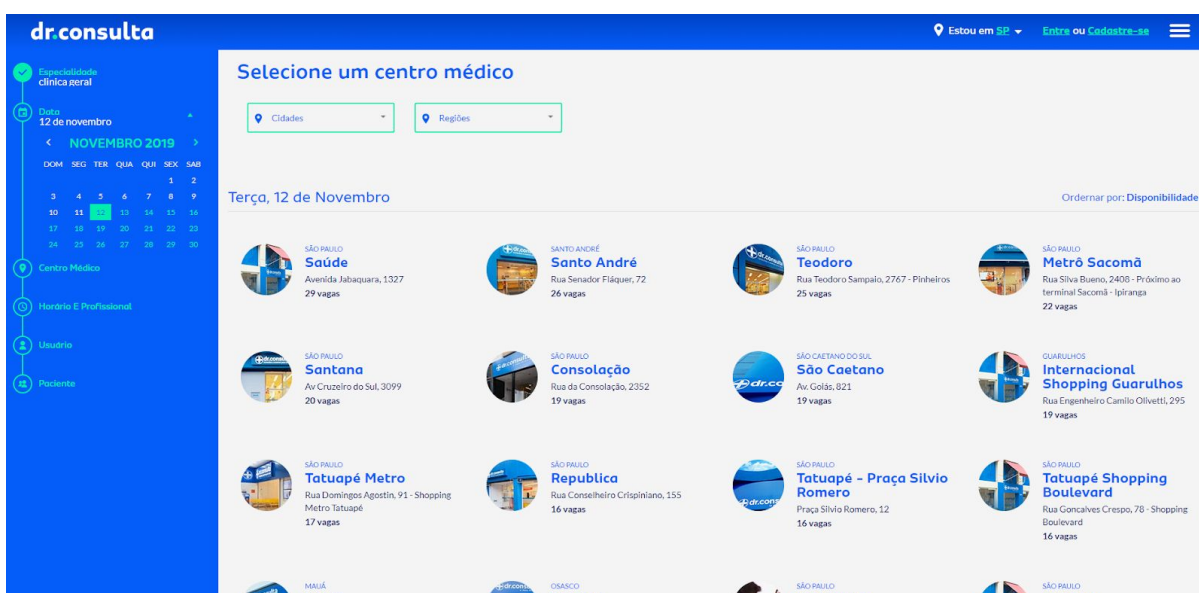 dr.consulta
Estou em SP
Entre ou Cadastre-se
Especialidade
clínica geral
Data
12 de novembro
NOVEMBRO 2019
DOM SEG TER QUA QUI SEX SAB
1 2
3 4 5 6 7 8 9
10 11 12 13 14 15 16
17 18 19 20 21 22 23
24 25 26 27 28 29 30
Centro Médico
Horário E Profissional
Usuário
Paciente
Selecione um centro médico
Cidades
Regiões
Terça, 12 de Novembro
Ordernar por: Disponibilidade
SÃO PAULO
Saúde
Avenida Jabaquara, 1327
29 vagas
SANTO ANDRÉ
Santo André
Rua Senador Fláquer, 72
26 vagas
SÃO PAULO
Teodoro
Rua Teodoro Sampaio, 2767 - Pinheiros
25 vagas
SÃO PAULO
Metrô Sacomã
Rua Silva Bueno, 2408 - Próximo ao
terminal Sacomã - Ipiranga
22 vagas
SÃO PAULO
Santana
Av Cruzeiro do Sul, 3099
20 vagas
SÃO PAULO
Consolação
Rua da Consolação, 2352
19 vagas
SÃO CAETANO DO SUL
São Caetano
Av. Goiás, 821
19 vagas
GUARULHOS
Internacional
Shopping Guarulhos
Rua Engenheiro Camilo Olivetti, 295
19 vagas
SÃO PAULO
Tatuapé Metro
Rua Domingos Agostin, 91 - Shopping
Metro Tatuapé
17 vagas
SÃO PAULO
Republica
Rua Conselheiro Crispiniano, 155
16 vagas
SÃO PAULO
Tatuapé - Praça Silvio
Romero
Praça Silvio Romero, 12
16 vagas
SÃO PAULO
Tatuapé Shopping
Boulevard
Rua Goncalves Crespo, 78 - Shopping
Boulevard
16 vagas
MAUÁ
OSASCO
SÃO PAULO
SÃO PAULO